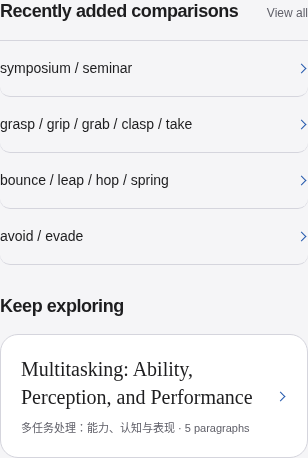 Recently added comparisons
View all
symposium / seminar
grasp / grip / grab / clasp / take
bounce / leap / hop / spring
avoid / evade
Keep exploring
Multitasking: Ability,
Perception, and Performance
多任务处理：能力、认知与表现 · 5 paragraphs